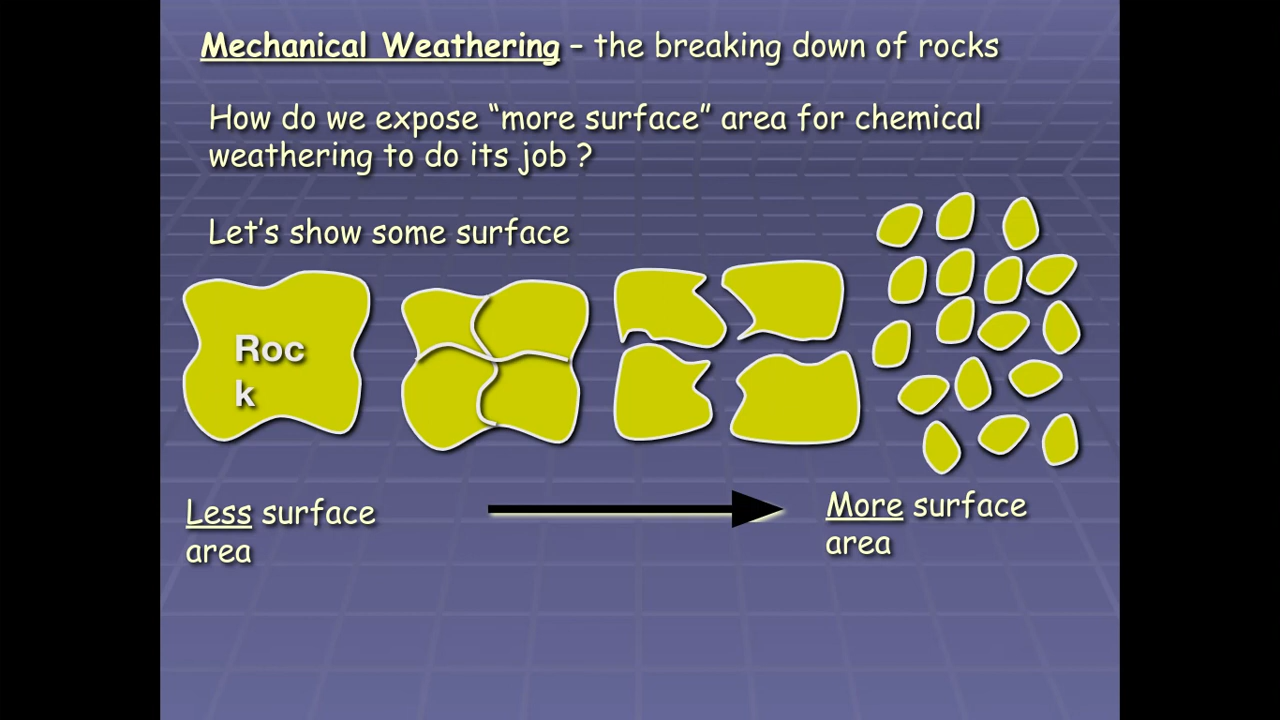 Mechanical Weathering – the breaking down of rocks
How do we expose “more surface” area for chemical
weathering to do its job ?
Let’s show some surface
Roc
k
Less surface
area
More surface
area